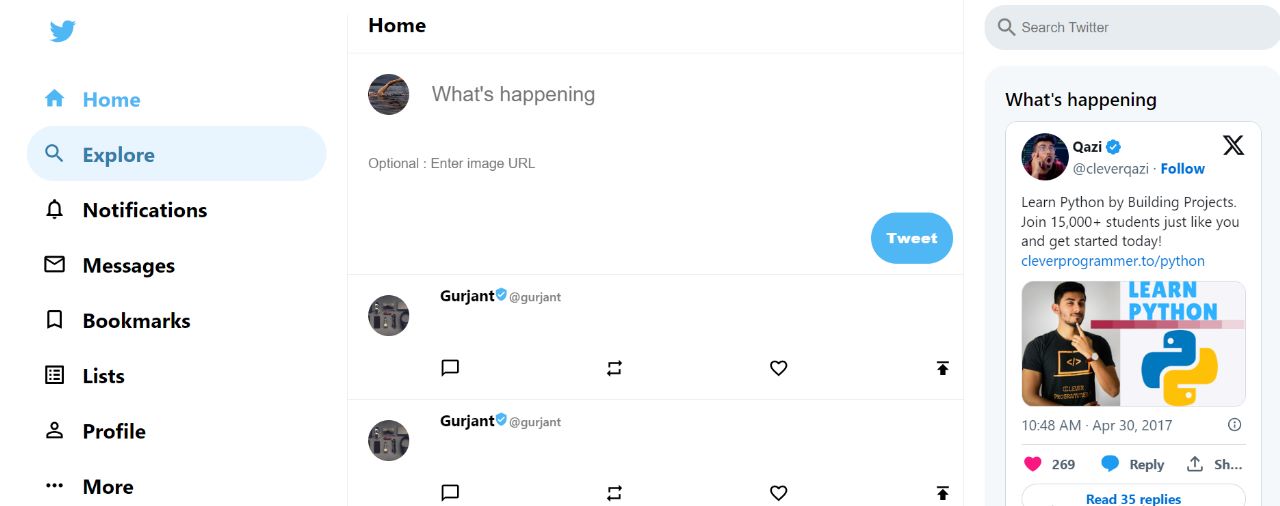 Home
Explore
Notifications
Messages
Bookmarks
Lists
Profile
More
Home
What's happening
Optional : Enter image URL
Tweet
Gurjant @gurjant
Gurjant @gurjant
Search Twitter
What's happening
Qazi
@cleverqazi · Follow
Learn Python by Building Projects.
Join 15,000+ students just like you
and get started today!
cleverprogrammer.to/python
LEARN
PYTHON
</>
CLEVER
PROGRAMMER
10:48 AM · Apr 30, 2017
269 Reply Sh...
Read 35 replies